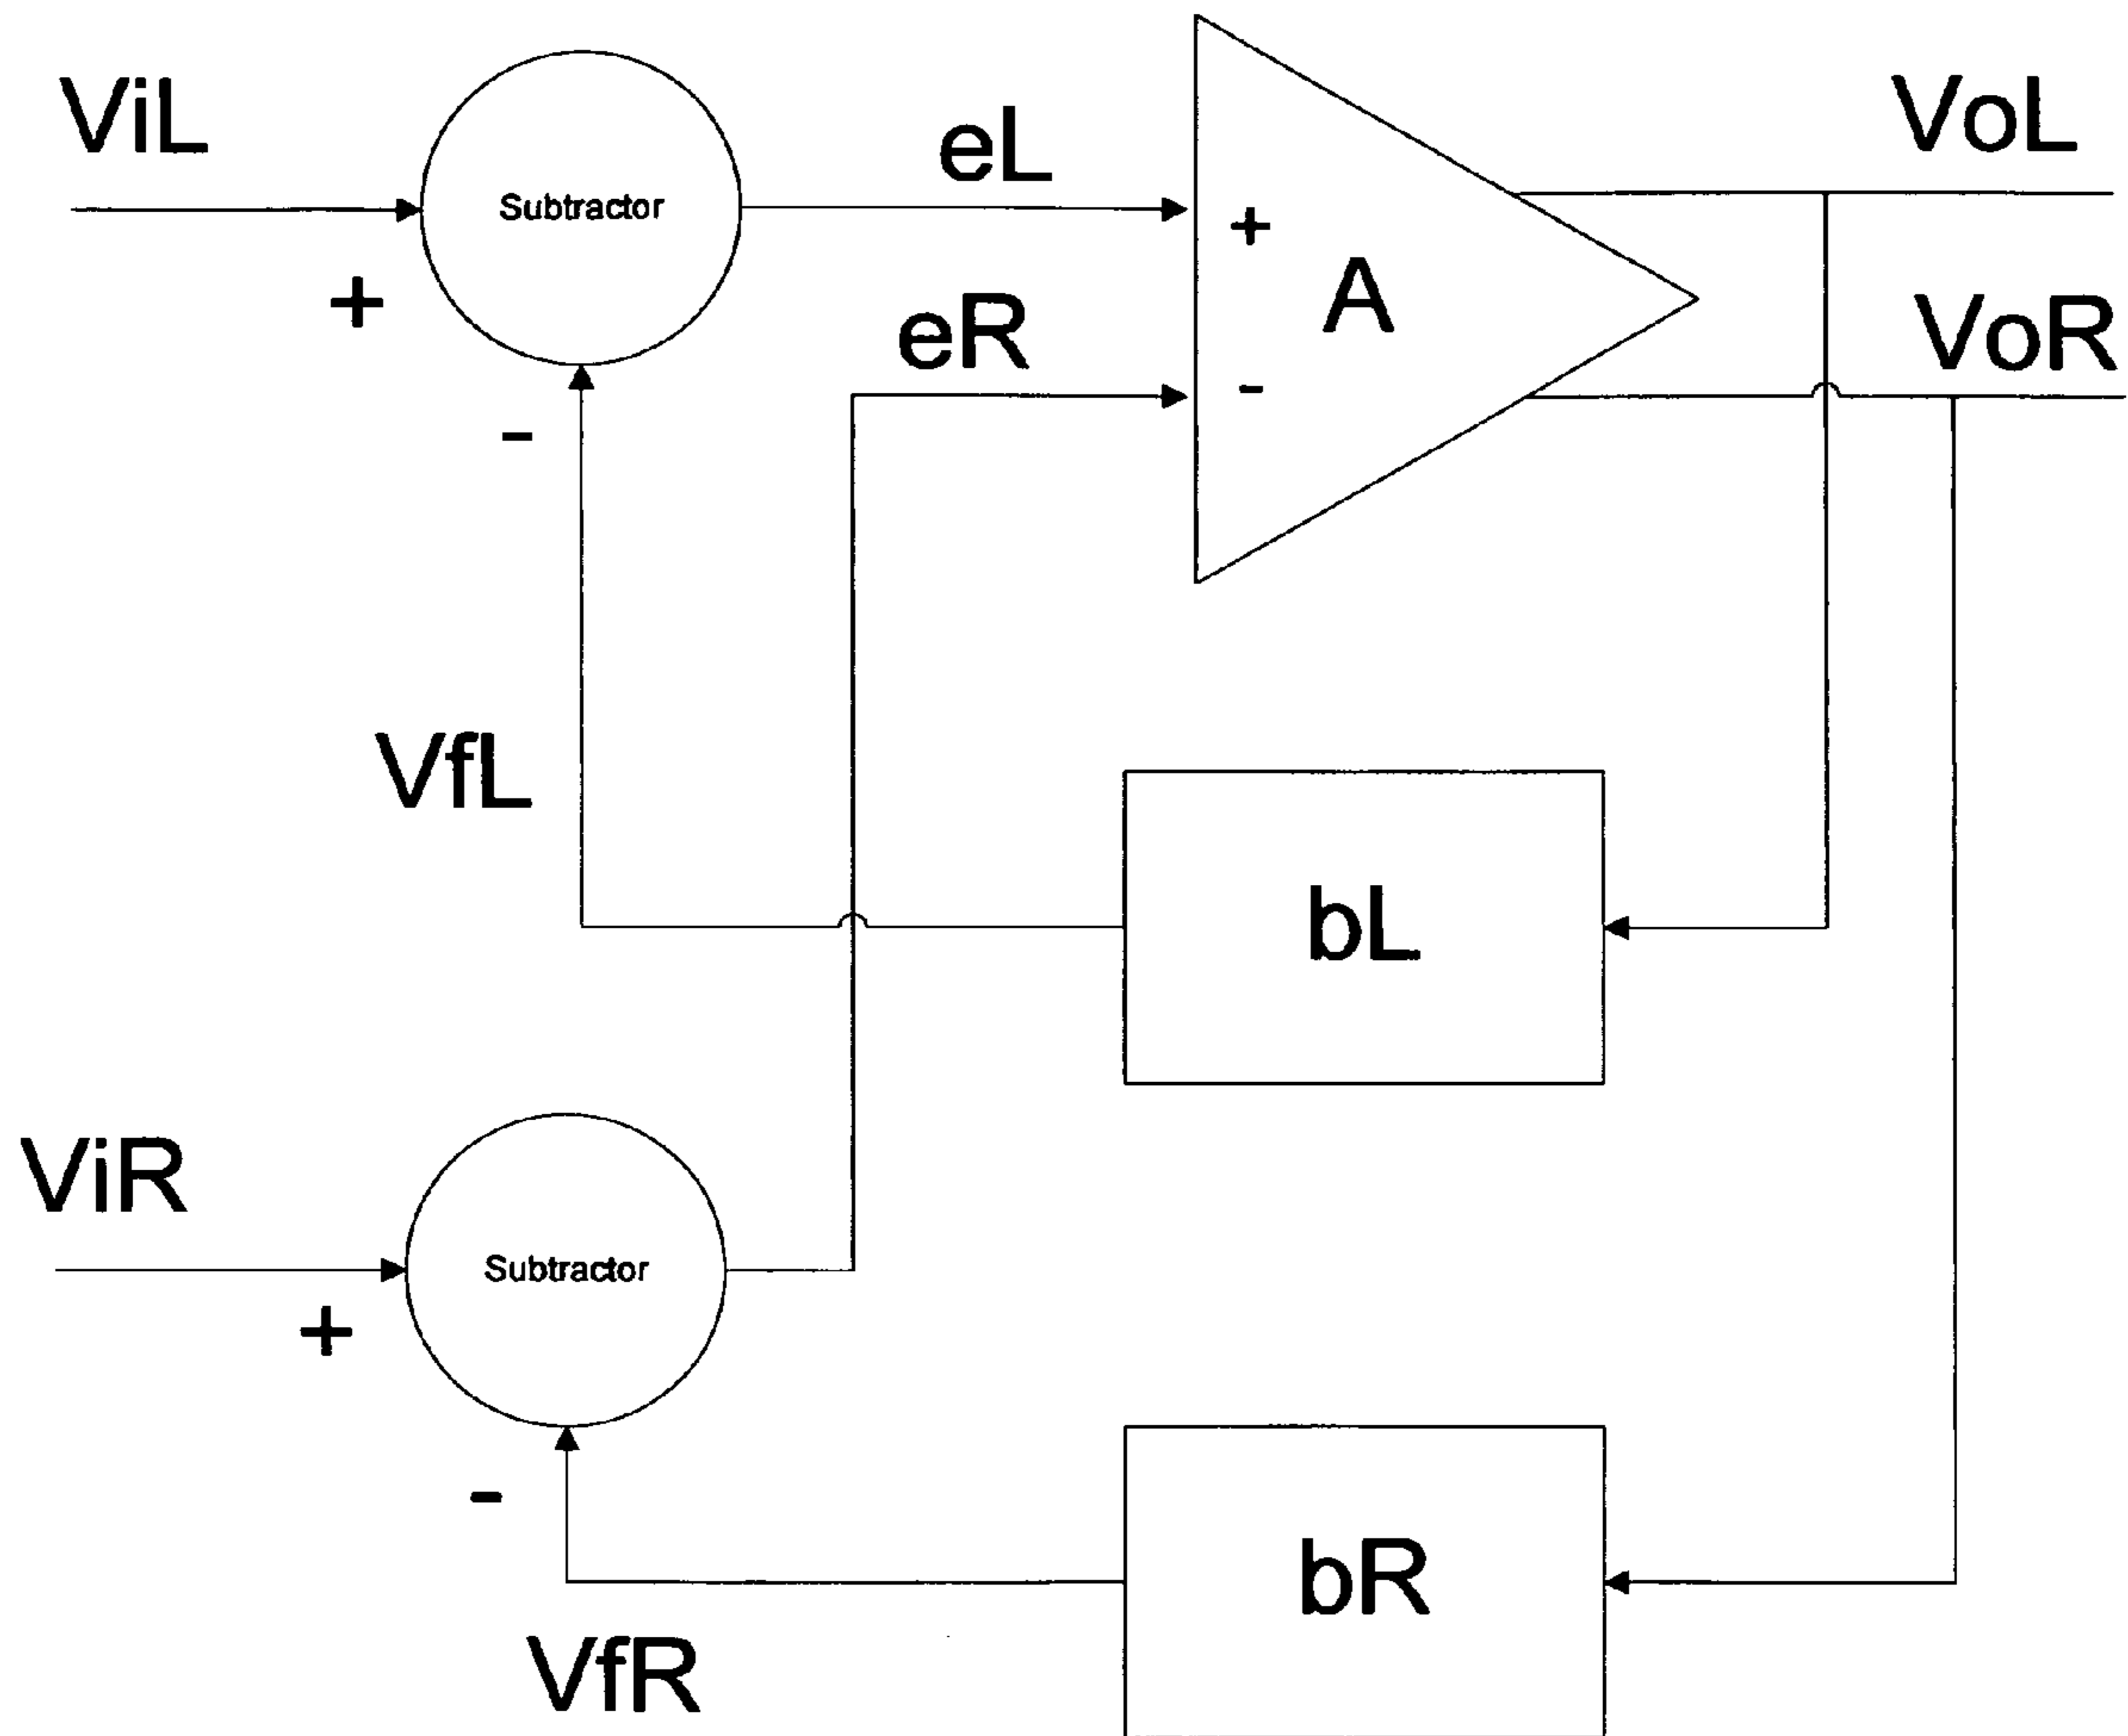 ViL
Subtractor
eL
VoL
+
+
A
eR
VoR
-
-
VfL
bL
ViR
Subtractor
+
-
bR
VfR